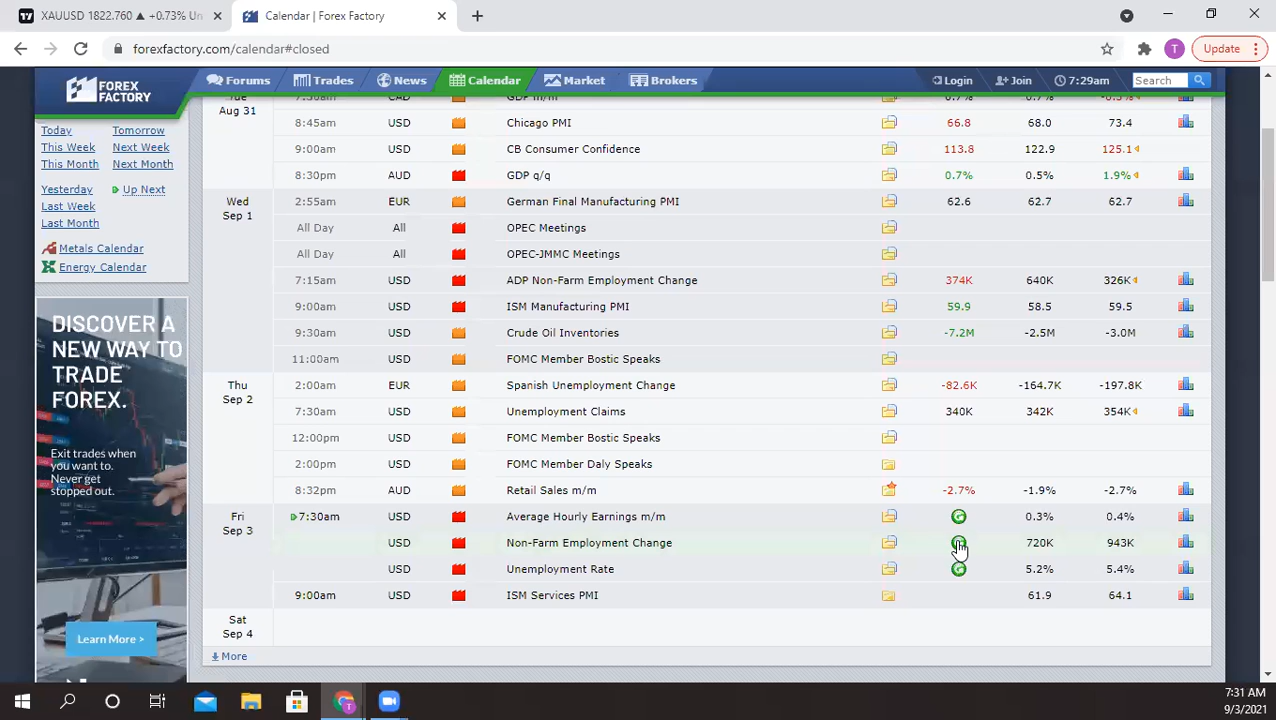 XAUUSD 1822.760 ▲ +0.73% Un
Calendar | Forex Factory
forexfactory.com/calendar#closed
T
Update
FOREX
FACTORY
Forums
Trades
News
Calendar
Market
Brokers
Login
Join
7:29am
Search
Today
Tomorrow
This Week
Next Week
This Month
Next Month
Yesterday
Up Next
Last Week
Last Month
Metals Calendar
Energy Calendar
DISCOVER A
NEW WAY TO
TRADE
FOREX.
Exit trades when
you want to.
Never get
stopped out.
Learn More >
Tue
Aug 31
CAD GDP m/m 0.7%
8:45am USD Chicago PMI 66.8 68.0 73.4
9:00am USD CB Consumer Confidence 113.8 122.9 125.1
8:30pm AUD GDP q/q 0.7% 0.5% 1.9%
Wed
Sep 1
2:55am EUR German Final Manufacturing PMI 62.6 62.7 62.7
All Day All OPEC Meetings
All Day All OPEC-JMMC Meetings
7:15am USD ADP Non-Farm Employment Change 374K 640K 326K
9:00am USD ISM Manufacturing PMI 59.9 58.5 59.5
9:30am USD Crude Oil Inventories -7.2M -2.5M -3.0M
11:00am USD FOMC Member Bostic Speaks
Thu
Sep 2
2:00am EUR Spanish Unemployment Change -82.6K -164.7K -197.8K
7:30am USD Unemployment Claims 340K 342K 354K
12:00pm USD FOMC Member Bostic Speaks
2:00pm USD FOMC Member Daly Speaks
8:32pm AUD Retail Sales m/m -2.7% -1.9% -2.7%
Fri
Sep 3
7:30am USD Average Hourly Earnings m/m 0.3% 0.4%
USD Non-Farm Employment Change 720K 943K
USD Unemployment Rate 5.2% 5.4%
9:00am USD ISM Services PMI 61.9 64.1
Sat
Sep 4
More
7:31 AM
9/3/2021